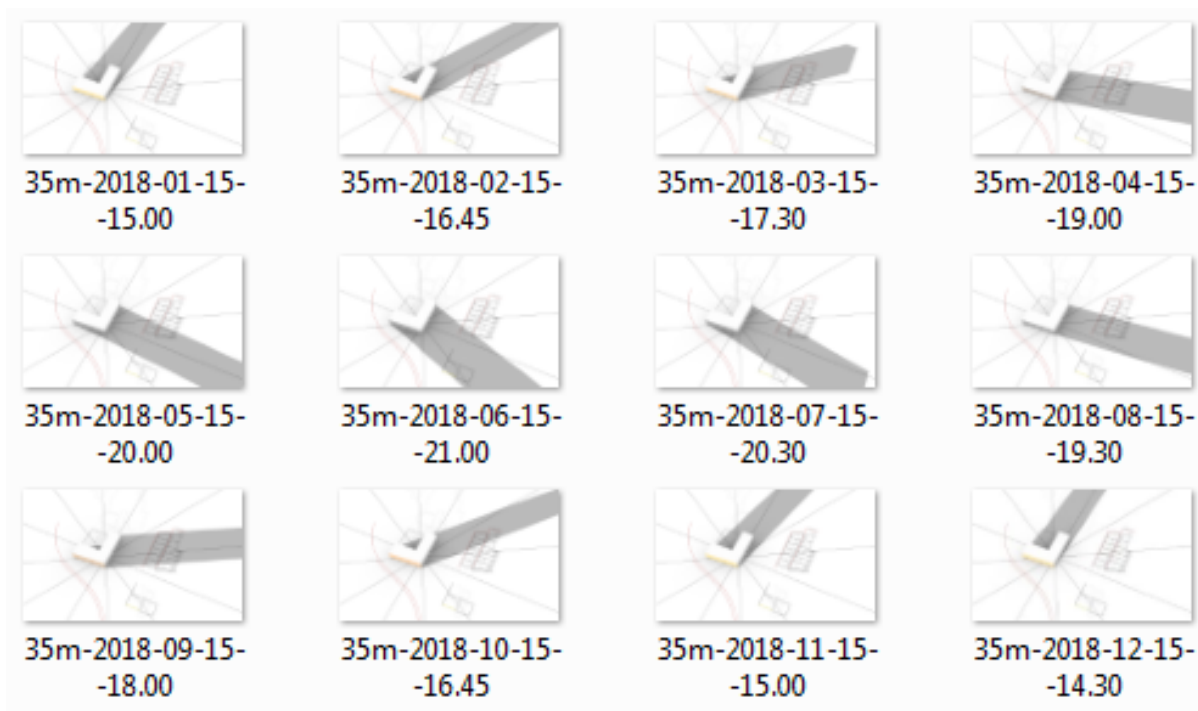 35m-2018-01-15-
-15.00
35m-2018-02-15-
-16.45
35m-2018-03-15-
-17.30
35m-2018-04-15-
-19.00
35m-2018-05-15-
-20.00
35m-2018-06-15-
-21.00
35m-2018-07-15-
-20.30
35m-2018-08-15-
-19.30
35m-2018-09-15-
-18.00
35m-2018-10-15-
-16.45
35m-2018-11-15-
-15.00
35m-2018-12-15-
-14.30